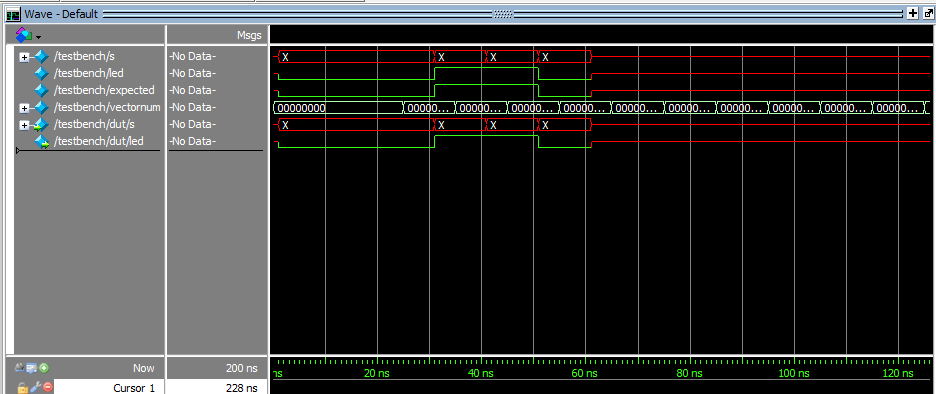 Wave - Default
Msgs
/testbench/s -No Data- X X X X
/testbench/led -No Data-
/testbench/expected -No Data-
/testbench/vectornum -No Data- 00000000 00000... 00000... 00000... 00000... 00000... 00000... 00000... 00000... 00000... 00000...
/testbench/dut/s -No Data- X X X X
/testbench/dut/led -No Data-
Now 200 ns ns 20 ns 40 ns 60 ns 80 ns 100 ns 120 ns
Cursor 1 228 ns